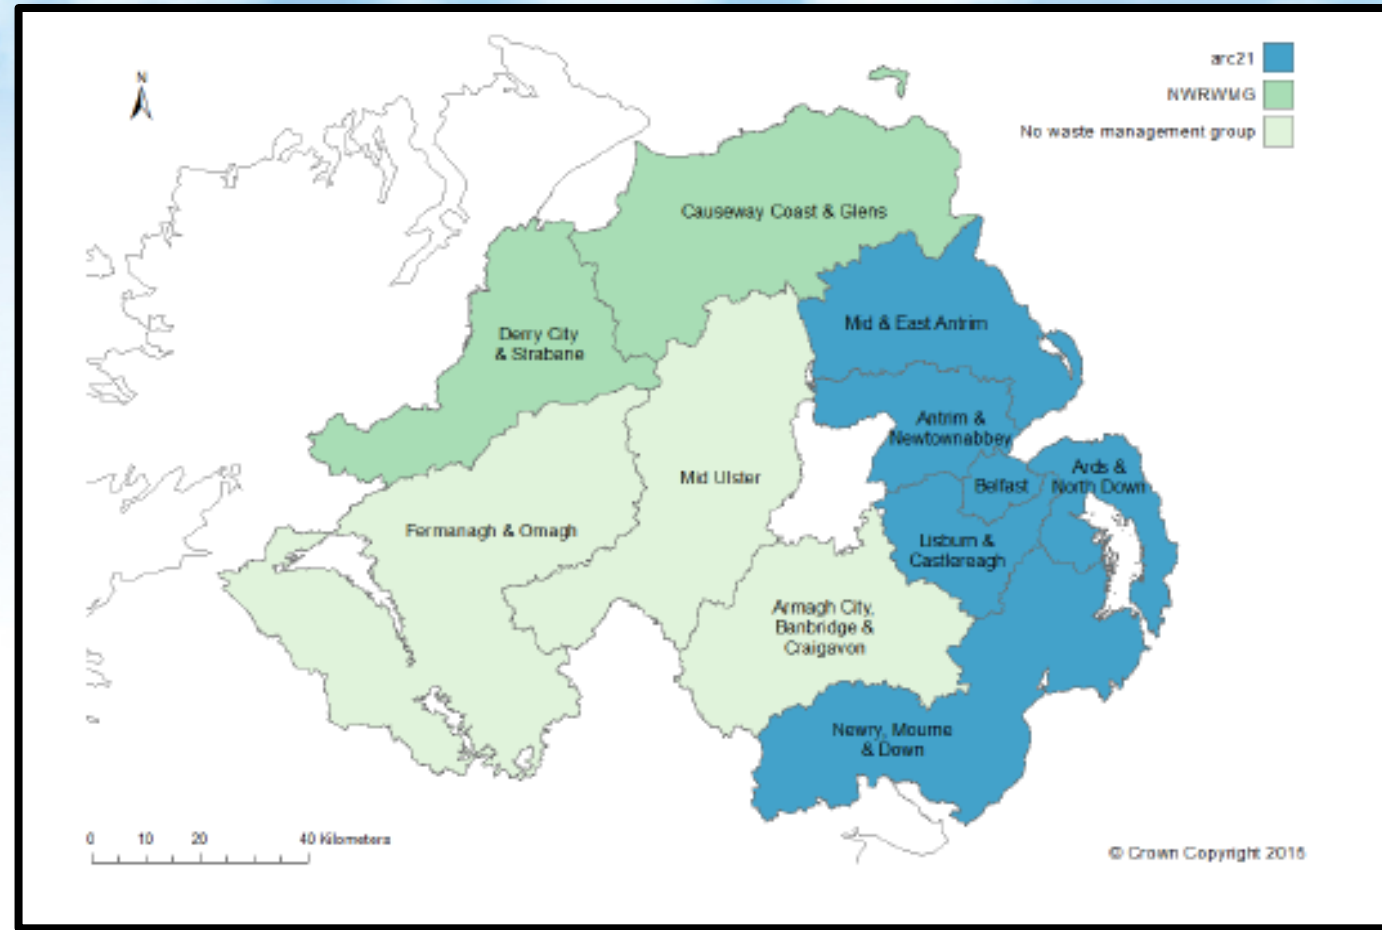 N
arc21
NWRWMG
No waste management group
Causeway Coast & Glens
Mid & East Antrim
Derry City
& Strabane
Antrim &
Newtownabbey
Ards &
North Down
Belfast
Mid Ulster
Fermanagh & Omagh
Lisburn &
Castlereagh
Armagh City,
Banbridge &
Craigavon
Newry, Mourne
& Down
0 10 20 40 Kilometers
© Crown Copyright 2015